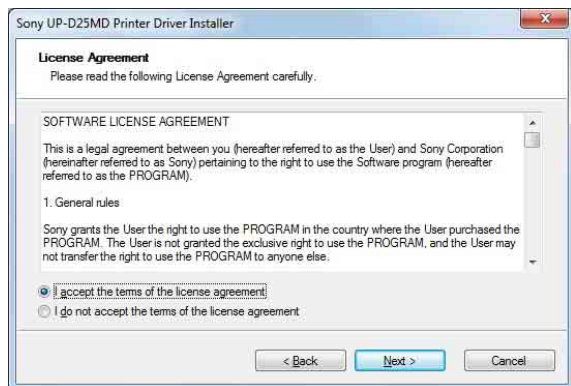 Sony UP-D25MD Printer Driver Installer
License Agreement
Please read the following License Agreement carefully.
SOFTWARE LICENSE AGREEMENT
This is a legal agreement between you (hereafter referred to as the User) and Sony Corporation
(hereinafter referred to as Sony) pertaining to the right to use the Software program (hereafter
referred to as the PROGRAM).
1. General rules
Sony grants the User the right to use the PROGRAM in the country where the User purchased the
PROGRAM. The User is not granted the exclusive right to use the PROGRAM, and the User may
not transfer the right to use the PROGRAM to anyone else.
I accept the terms of the license agreement
I do not accept the terms of the license agreement
< Back Next > Cancel